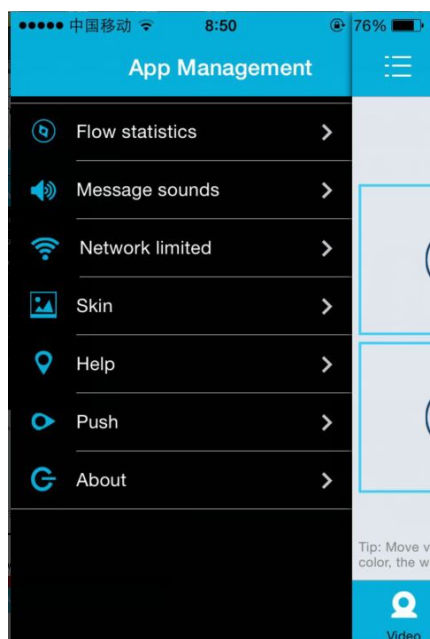 中国移动 8:50 76%
App Management
Flow statistics
Message sounds
Network limited
Skin
Help
Push
About
Tip: Move v
color, the w
Video